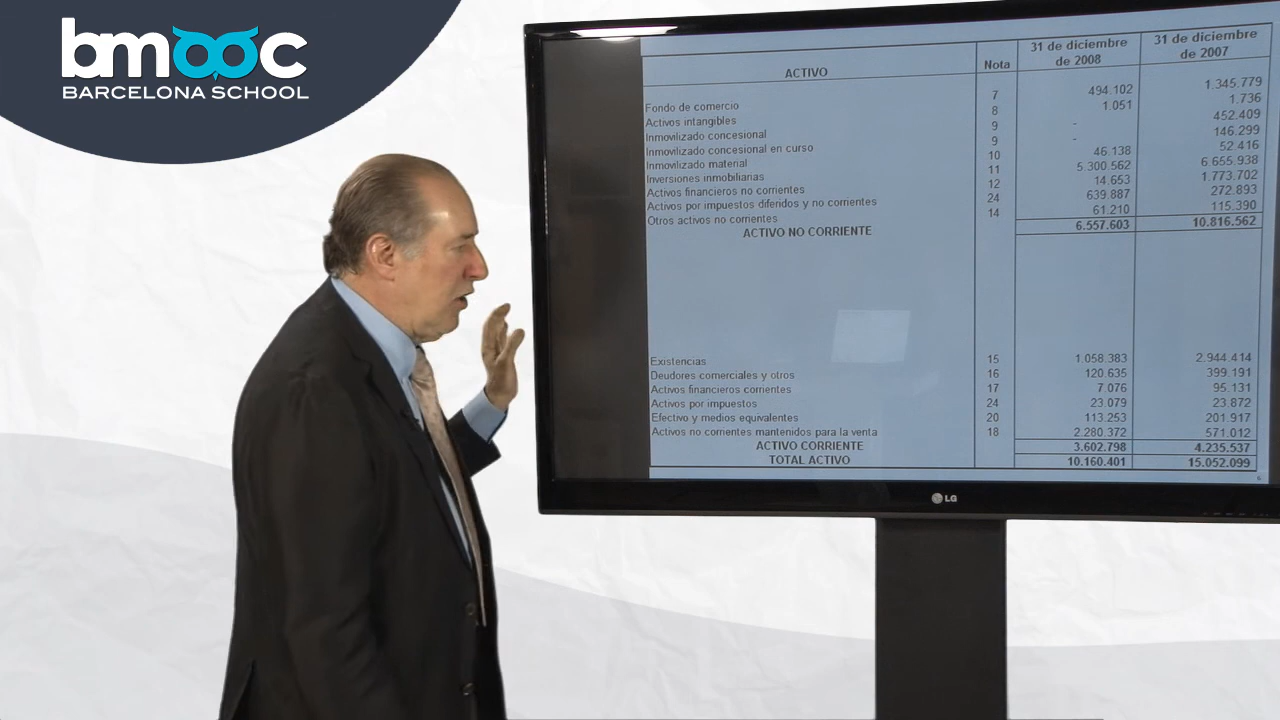 bmooc
BARCELONA SCHOOL
ACTIVO Nota 31 de diciembre de 2008 31 de diciembre de 2007
Fondo de comercio 7 494.102 1.345.779
Activos intangibles 8 1.051 1.736
Inmovilizado concesional 9 - 452.409
Inmovilizado concesional en curso 9 - 146.299
Inmovilizado material 10 46.138 52.416
Inversiones inmobiliarias 11 5.300.562 6.655.938
Activos financieros no corrientes 12 14.653 1.773.702
Activos por impuestos diferidos y no corrientes 24 639.887 272.893
Otros activos no corrientes 14 61.210 115.390
ACTIVO NO CORRIENTE 6.557.603 10.816.562
Existencias 15 1.058.383 2.944.414
Deudores comerciales y otros 16 120.635 399.191
Activos financieros corrientes 17 7.076 95.131
Activos por impuestos 24 23.079 23.872
Efectivo y medios equivalentes 20 113.253 201.917
Activos no corrientes mantenidos para la venta 18 2.280.372 571.012
ACTIVO CORRIENTE 3.602.798 4.235.537
TOTAL ACTIVO 10.160.401 15.052.099
LG